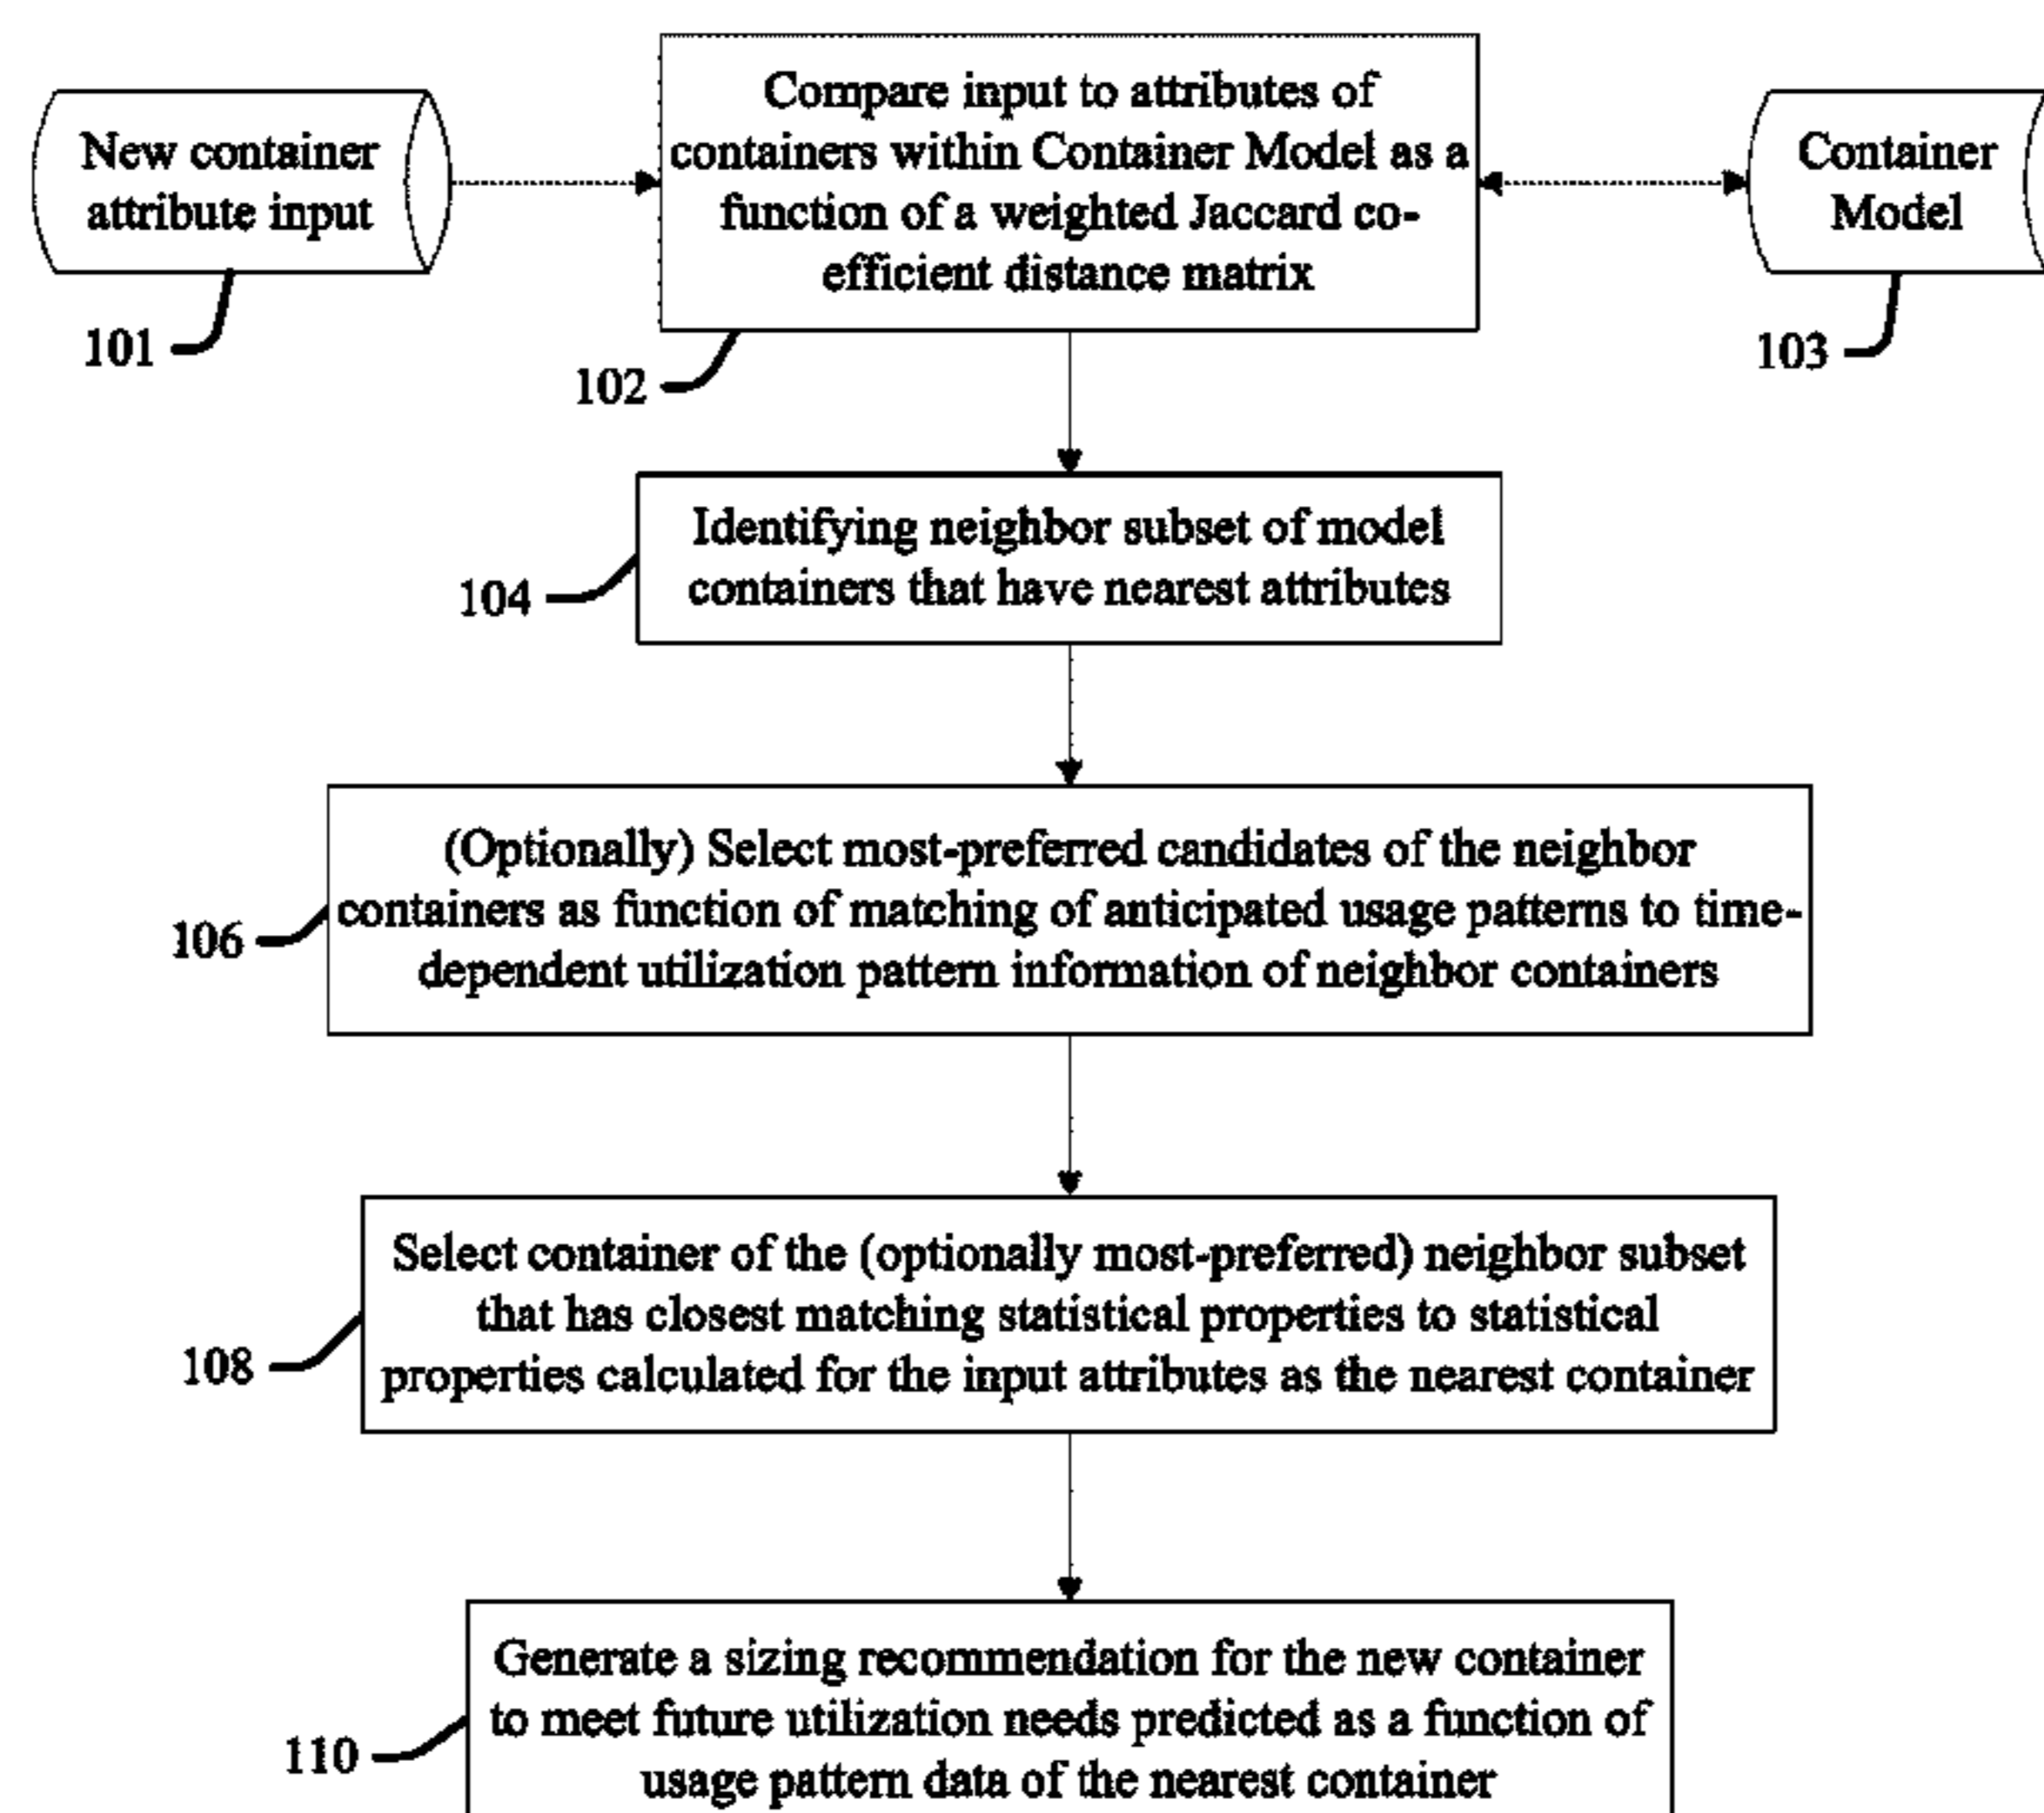 New container
attribute input
101
Compare input to attributes of
containers within Container Model as a
function of a weighted Jaccard co-
efficient distance matrix
102
Container
Model
103
Identifying neighbor subset of model
containers that have nearest attributes
104
(Optionally) Select most-preferred candidates of the neighbor
containers as function of matching of anticipated usage patterns to time-
dependent utilization pattern information of neighbor containers
106
Select container of the (optionally most-preferred) neighbor subset
that has closest matching statistical properties to statistical
properties calculated for the input attributes as the nearest container
108
Generate a sizing recommendation for the new container
to meet future utilization needs predicted as a function of
usage pattern data of the nearest container
110